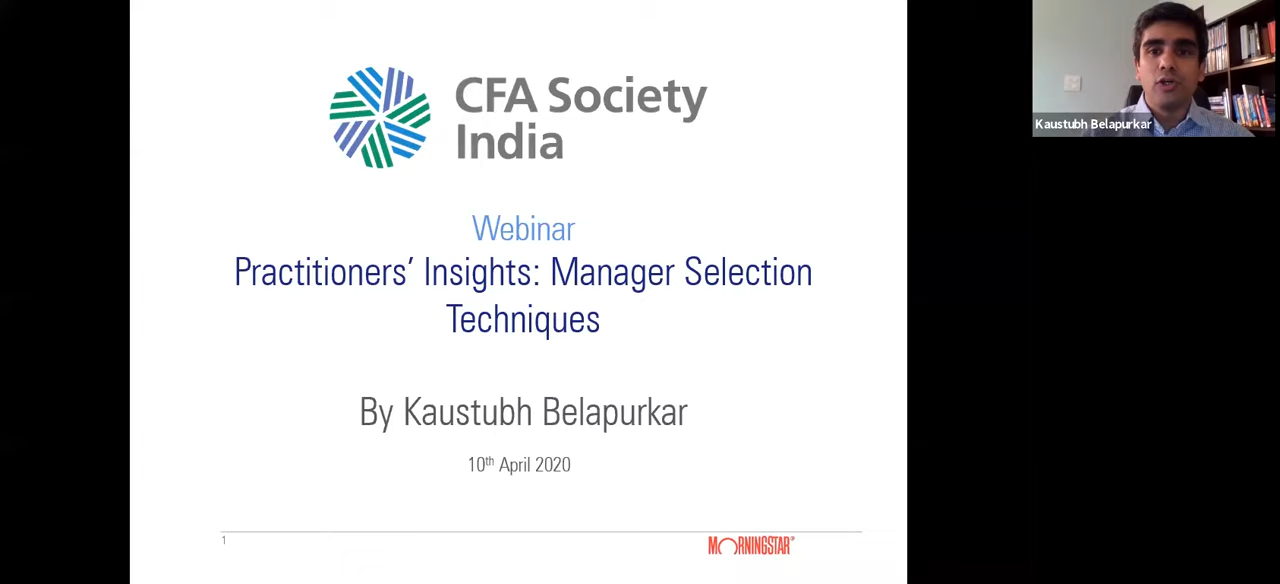 CFA Society
India
Kaustubh Belapurkar
Webinar
Practitioners’ Insights: Manager Selection
Techniques
By Kaustubh Belapurkar
10th April 2020
1
MORNINGSTAR®